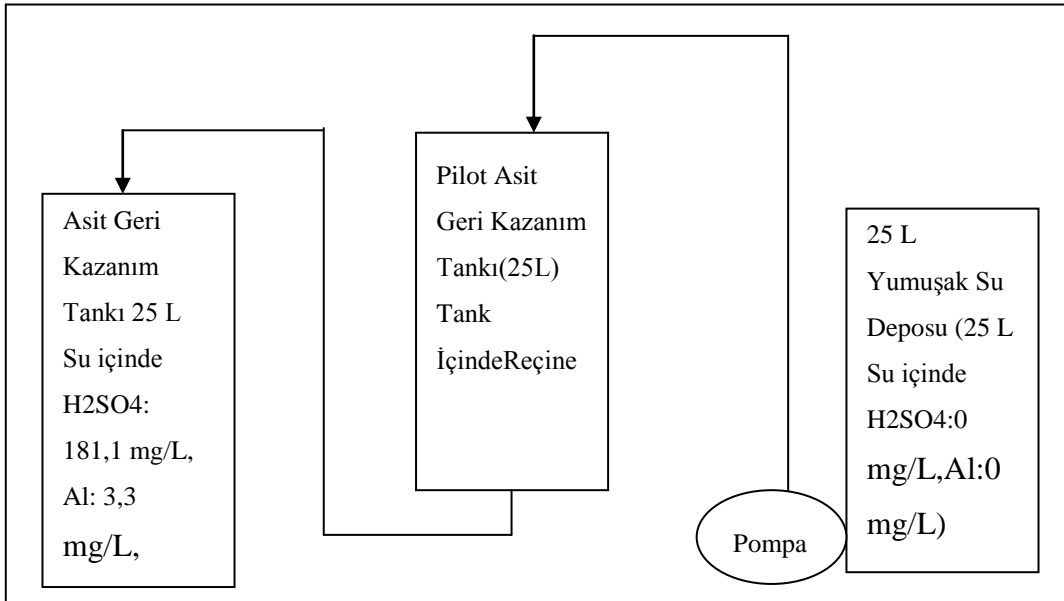 Asit Geri
Kazanım
Tankı 25 L
Su içinde
H2SO4:
181,1 mg/L,
Al: 3,3
mg/L,
Pilot Asit
Geri Kazanım
Tankı(25L)
Tank
İçindeReçine
25 L
Yumuşak Su
Deposu (25 L
Su içinde
H2SO4:0
mg/L,Al:0
mg/L)
Pompa